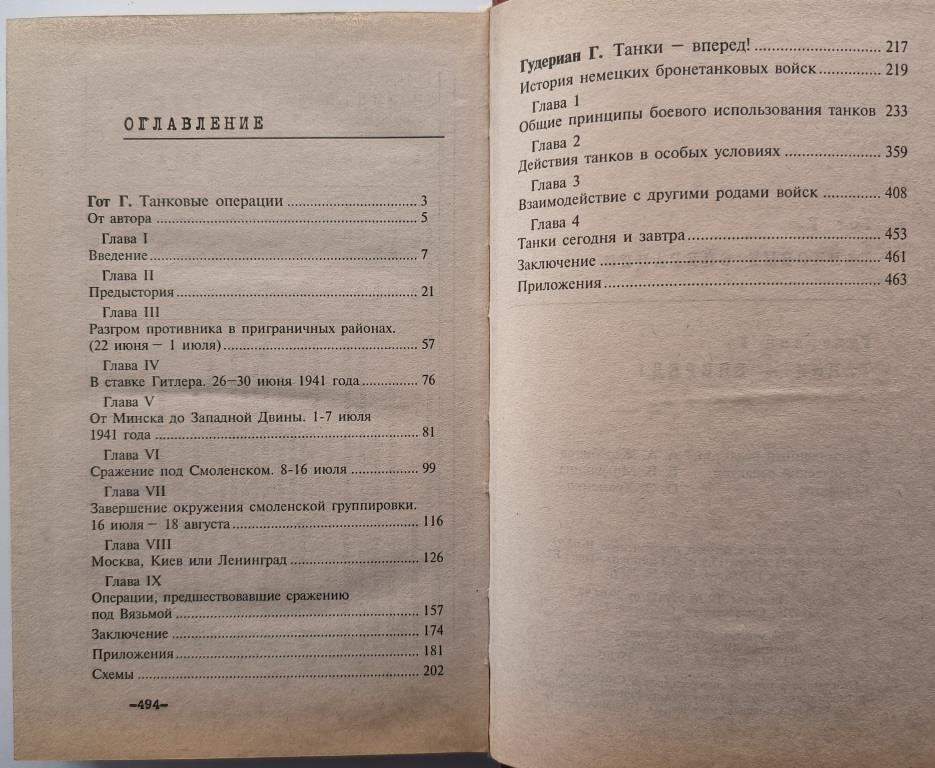 ОГЛАВЛЕНИЕ
Гот Г. Танковые операции ........ 3
От автора ........ 5
Глава I
Введение ........ 7
Глава II
Предыстория ........ 21
Глава III
Разгром противника в приграничных районах.
(22 июня — 1 июля) ........ 57
Глава IV
В ставке Гитлера. 26—30 июня 1941 года ........ 76
Глава V
От Минска до Западной Двины. 1-7 июля
1941 года ........ 81
Глава VI
Сражение под Смоленском. 8-16 июля ........ 99
Глава VII
Завершение окружения смоленской группировки.
16 июля — 18 августа ........ 116
Глава VIII
Москва, Киев или Ленинград ........ 126
Глава IX
Операции, предшествовавшие сражению
под Вязьмой ........ 157
Заключение ........ 174
Приложения ........ 181
Схемы ........ 202
-494-
Гудериан Г. Танки — вперед! ........ 217
История немецких бронетанковых войск ........ 219
Глава 1
Общие принципы боевого использования танков 233
Глава 2
Действия танков в особых условиях ........ 359
Глава 3
Взаимодействие с другими родами войск ........ 408
Глава 4
Танки сегодня и завтра ........ 453
Заключение ........ 461
Приложения ........ 463